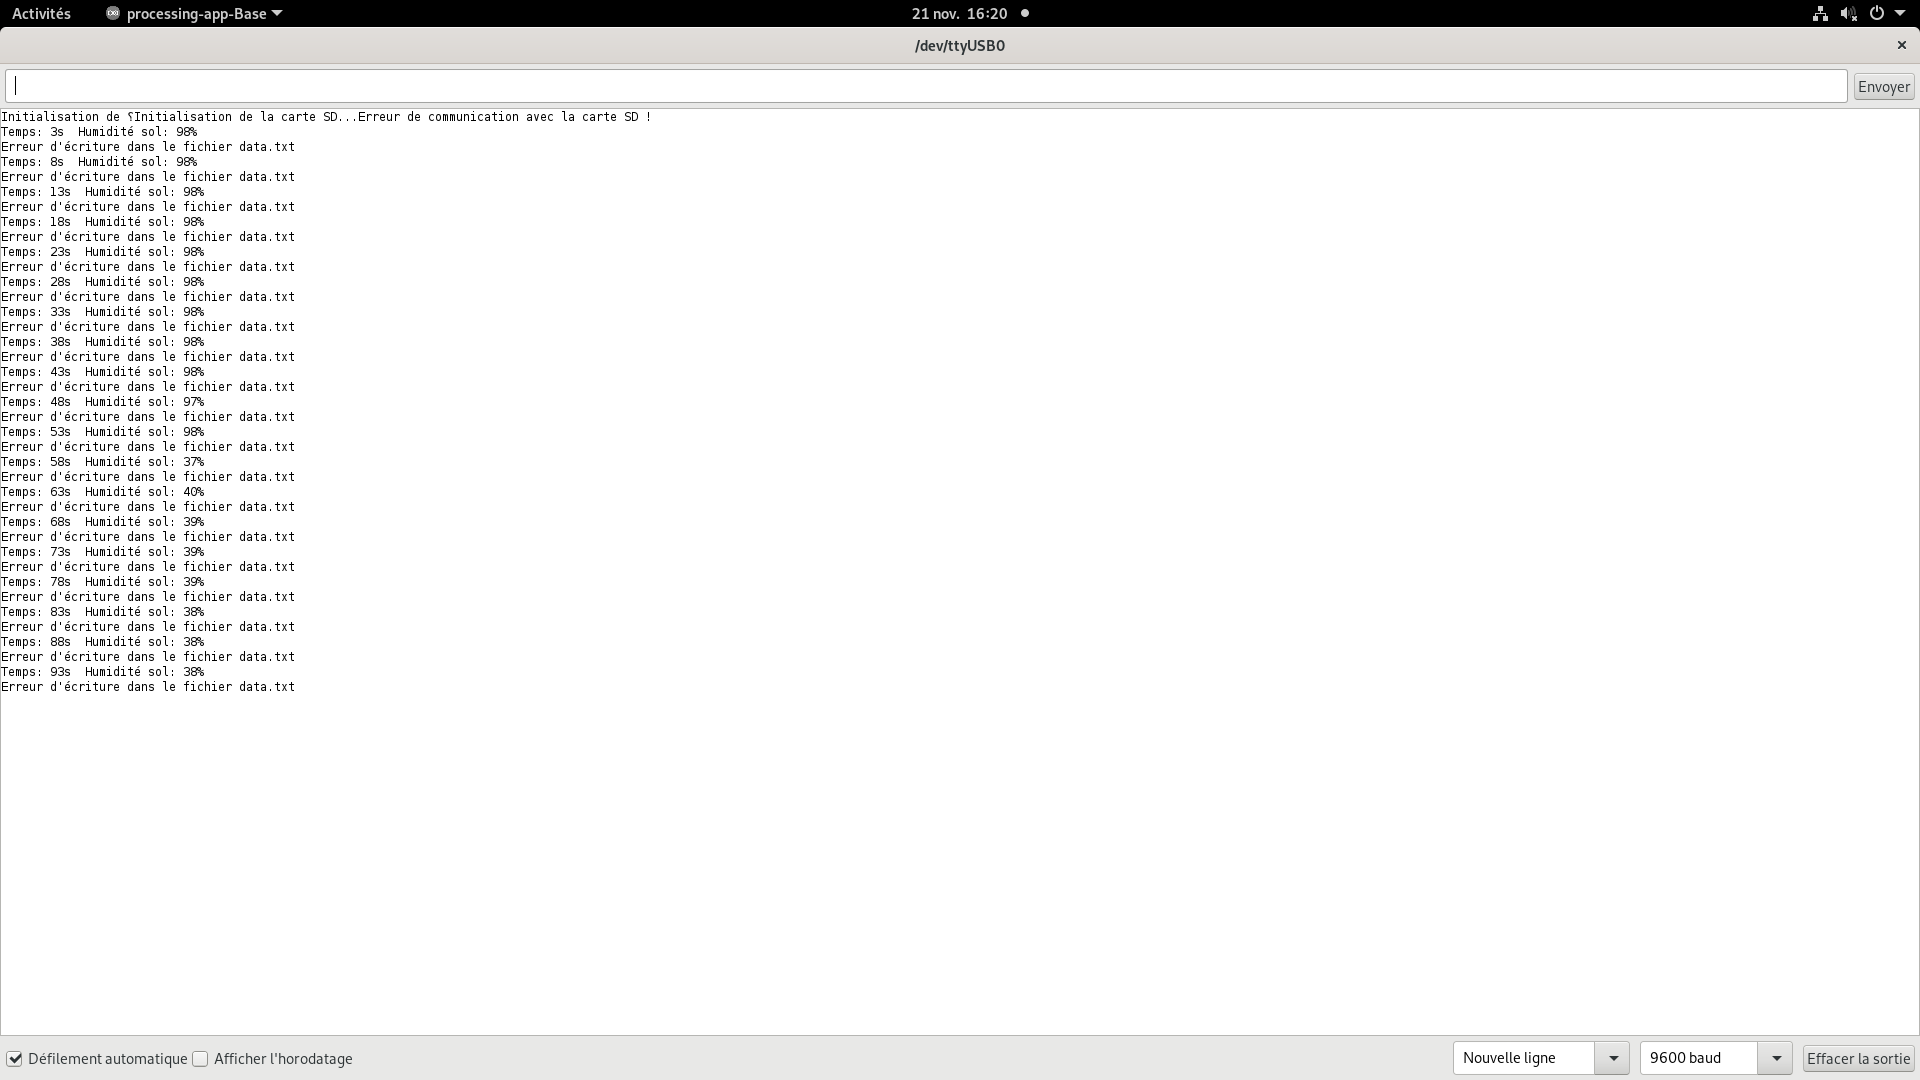 Activités processing-app-Base 21 nov. 16:20
/dev/ttyUSB0
Envoyer
Initialisation de ⸮Initialisation de la carte SD...Erreur de communication avec la carte SD !
Temps: 3s  Humidité sol: 98%
Erreur d'écriture dans le fichier data.txt
Temps: 8s  Humidité sol: 98%
Erreur d'écriture dans le fichier data.txt
Temps: 13s  Humidité sol: 98%
Erreur d'écriture dans le fichier data.txt
Temps: 18s  Humidité sol: 98%
Erreur d'écriture dans le fichier data.txt
Temps: 23s  Humidité sol: 98%
Erreur d'écriture dans le fichier data.txt
Temps: 28s  Humidité sol: 98%
Erreur d'écriture dans le fichier data.txt
Temps: 33s  Humidité sol: 98%
Erreur d'écriture dans le fichier data.txt
Temps: 38s  Humidité sol: 98%
Erreur d'écriture dans le fichier data.txt
Temps: 43s  Humidité sol: 98%
Erreur d'écriture dans le fichier data.txt
Temps: 48s  Humidité sol: 97%
Erreur d'écriture dans le fichier data.txt
Temps: 53s  Humidité sol: 98%
Erreur d'écriture dans le fichier data.txt
Temps: 58s  Humidité sol: 37%
Erreur d'écriture dans le fichier data.txt
Temps: 63s  Humidité sol: 40%
Erreur d'écriture dans le fichier data.txt
Temps: 68s  Humidité sol: 39%
Erreur d'écriture dans le fichier data.txt
Temps: 73s  Humidité sol: 39%
Erreur d'écriture dans le fichier data.txt
Temps: 78s  Humidité sol: 39%
Erreur d'écriture dans le fichier data.txt
Temps: 83s  Humidité sol: 38%
Erreur d'écriture dans le fichier data.txt
Temps: 88s  Humidité sol: 38%
Erreur d'écriture dans le fichier data.txt
Temps: 93s  Humidité sol: 38%
Erreur d'écriture dans le fichier data.txt
Défilement automatique Afficher l'horodatage Nouvelle ligne 9600 baud Effacer la sortie